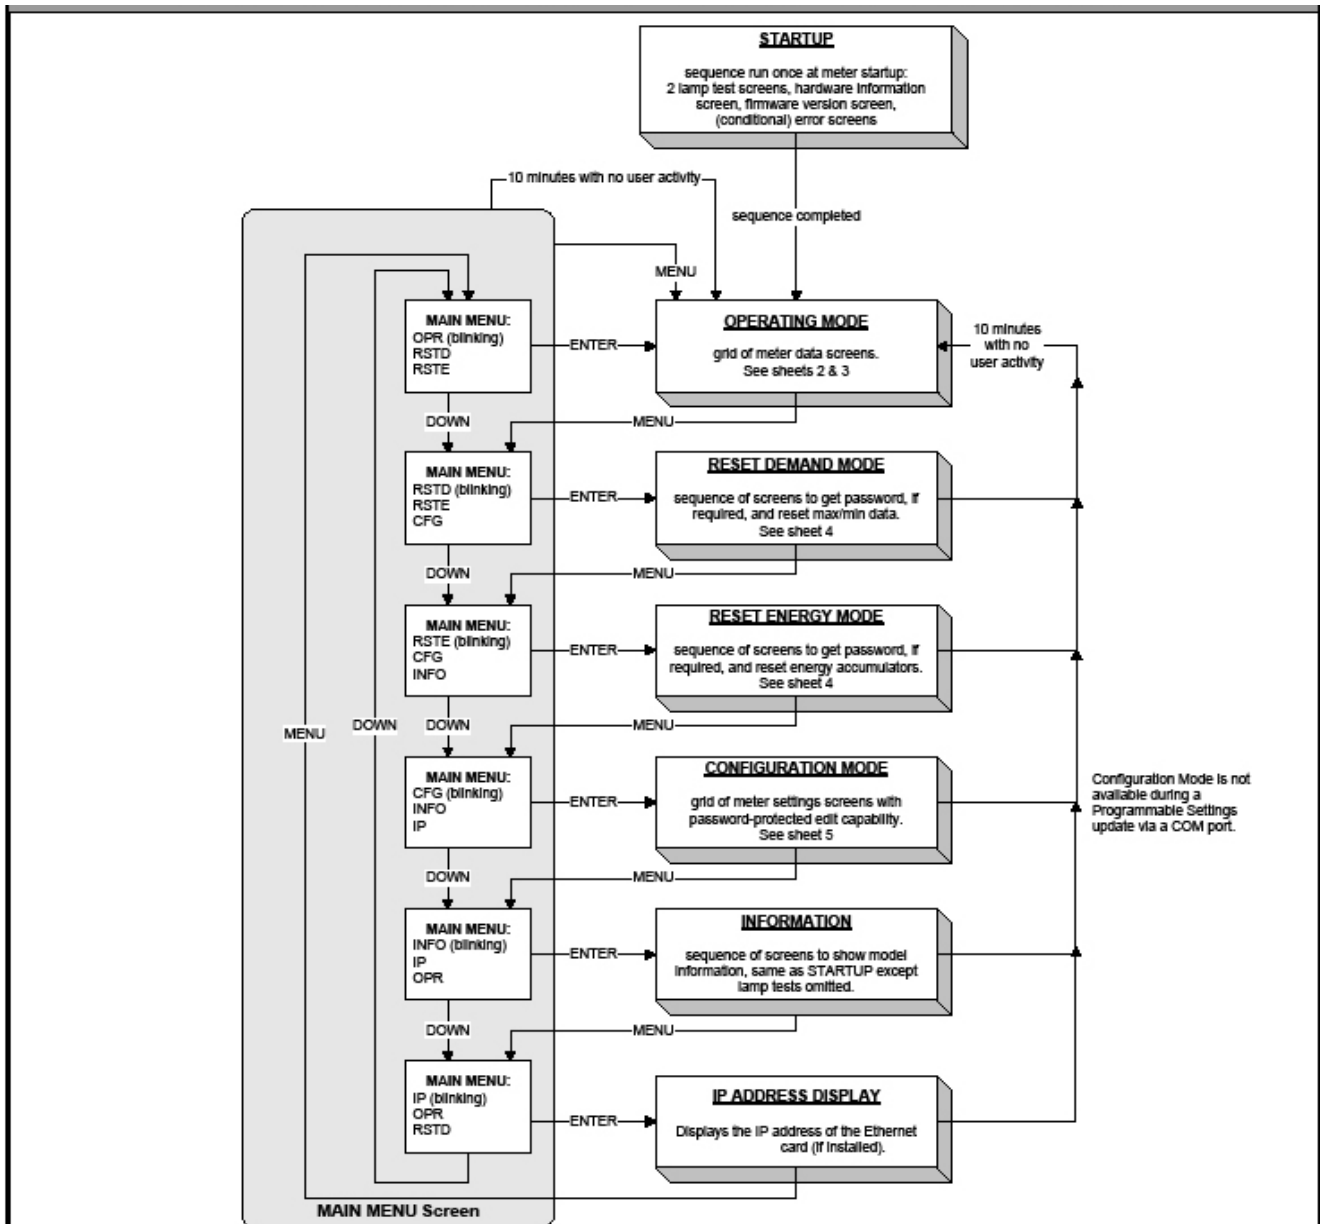 STARTUP
sequence run once at meter startup:
2 lamp test screens, hardware information
screen, firmware version screen,
(conditional) error screens
10 minutes with no user activity
sequence completed
MENU
MAIN MENU:
OPR (blinking)
RSTD
RSTE
ENTER
OPERATING MODE
grid of meter data screens.
See sheets 2 & 3
10 minutes
with no
user activity
DOWN
MENU
MAIN MENU:
RSTD (blinking)
RSTE
CFG
ENTER
RESET DEMAND MODE
sequence of screens to get password, if
required, and reset max/min data.
See sheet 4
DOWN
MENU
MAIN MENU:
RSTE (blinking)
CFG
INFO
ENTER
RESET ENERGY MODE
sequence of screens to get password, if
required, and reset energy accumulators.
See sheet 4
MENU
DOWN
DOWN
MENU
MAIN MENU:
CFG (blinking)
INFO
IP
ENTER
CONFIGURATION MODE
grid of meter settings screens with
password-protected edit capability.
See sheet 5
Configuration Mode is not
available during a
Programmable Settings
update via a COM port.
DOWN
MENU
MAIN MENU:
INFO (blinking)
IP
OPR
ENTER
INFORMATION
sequence of screens to show model
information, same as STARTUP except
lamp tests omitted.
DOWN
MENU
MAIN MENU:
IP (blinking)
OPR
RSTD
ENTER
IP ADDRESS DISPLAY
Displays the IP address of the Ethernet
card (if installed).
MAIN MENU Screen